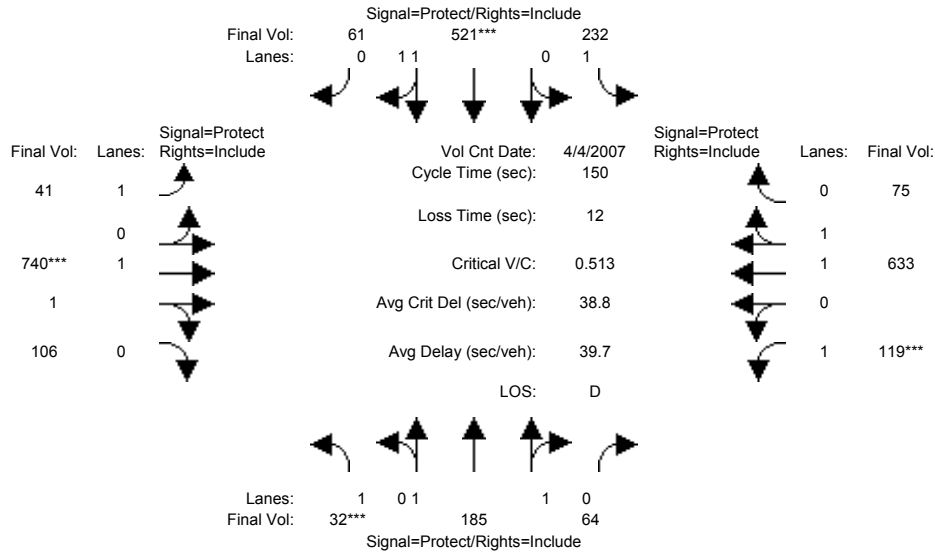 Signal=Protect/Rights=Include
Final Vol: 61 521*** 232
Lanes: 0 1 1 0 1
Signal=Protect Signal=Protect
Final Vol: Lanes: Rights=Include Vol Cnt Date: 4/4/2007 Rights=Include Lanes: Final Vol:
Cycle Time (sec): 150
41 1 0 75
Loss Time (sec): 12
0 1
740*** 1 Critical V/C: 0.513 1 633
1 Avg Crit Del (sec/veh): 38.8 0
106 0 Avg Delay (sec/veh): 39.7 1 119***
LOS: D
Lanes: 1 0 1 1 0
Final Vol: 32*** 185 64
Signal=Protect/Rights=Include